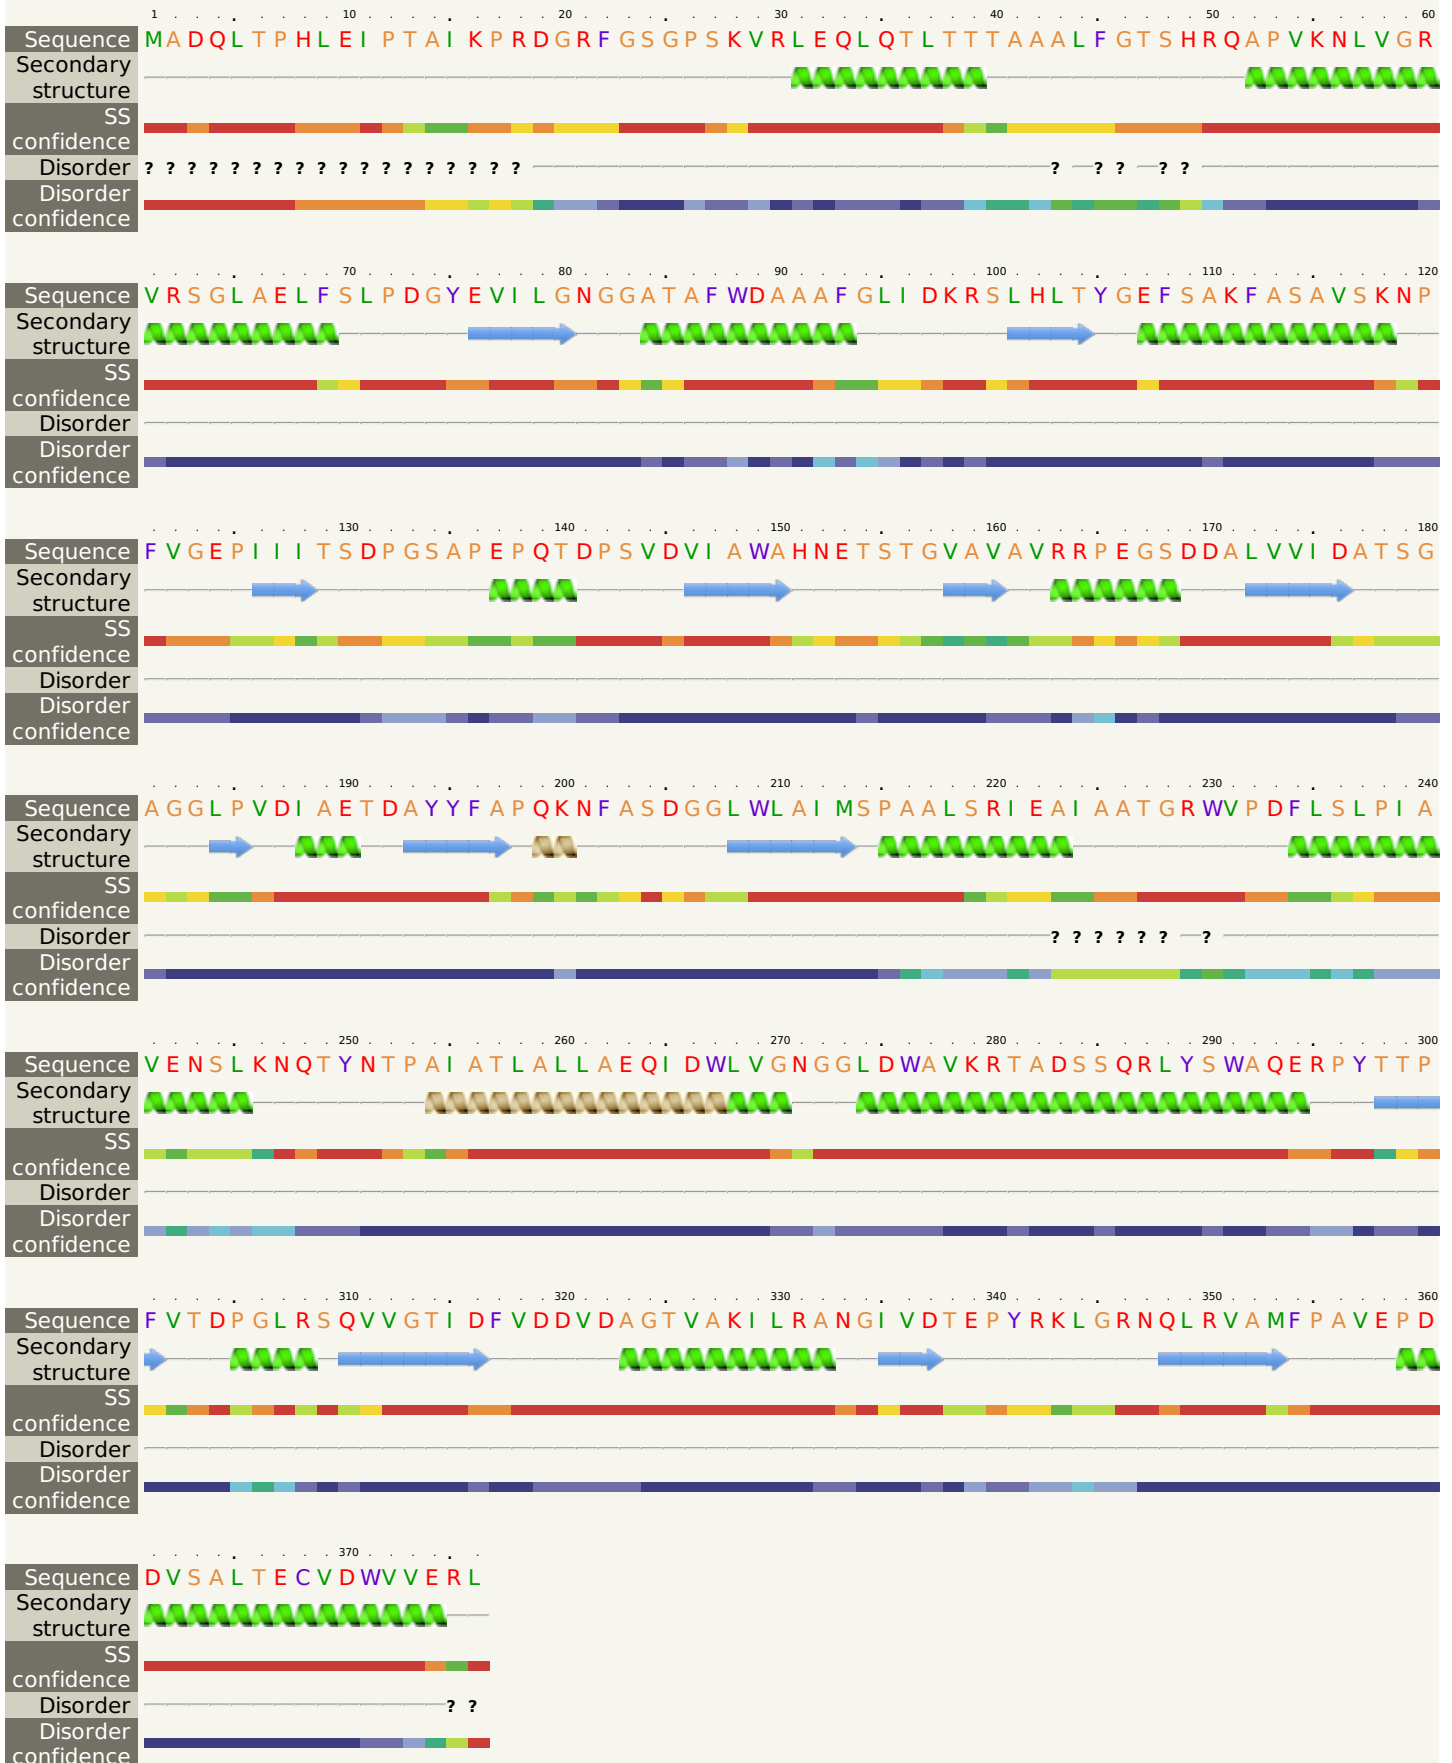 1 10 20 30 40 50 60
Sequence M A D Q L T P H L E I P T A I K P R D G R F G S G P S K V R L E Q L Q T L T T T A A A L F G T S H R Q A P V K N L V G R
Secondary
structure
SS
confidence
Disorder ? ? ? ? ? ? ? ? ? ? ? ? ? ? ? ? ? ? ? ? ? ? ?
Disorder
confidence
70 80 90 100 110 120
Sequence V R S G L A E L F S L P D G Y E V I L G N G G A T A F W D A A A F G L I D K R S L H L T Y G E F S A K F A S A V S K N P
Secondary
structure
SS
confidence
Disorder
Disorder
confidence
130 140 150 160 170 180
Sequence F V G E P I I I T S D P G S A P E P Q T D P S V D V I A W A H N E T S T G V A V A V R R P E G S D D A L V V I D A T S G
Secondary
structure
SS
confidence
Disorder
Disorder
confidence
190 200 210 220 230 240
Sequence A G G L P V D I A E T D A Y Y F A P Q K N F A S D G G L W L A I M S P A A L S R I E A I A A T G R W V P D F L S L P I A
Secondary
structure
SS
confidence
Disorder ? ? ? ? ? ? ?
Disorder
confidence
250 260 270 280 290 300
Sequence V E N S L K N Q T Y N T P A I A T L A L L A E Q I D W L V G N G G L D W A V K R T A D S S Q R L Y S W A Q E R P Y T T P
Secondary
structure
SS
confidence
Disorder
Disorder
confidence
310 320 330 340 350 360
Sequence F V T D P G L R S Q V V G T I D F V D D V D A G T V A K I L R A N G I V D T E P Y R K L G R N Q L R V A M F P A V E P D
Secondary
structure
SS
confidence
Disorder
Disorder
confidence
370
Sequence D V S A L T E C V D W V V E R L
Secondary
structure
SS
confidence
Disorder ? ?
Disorder
confidence